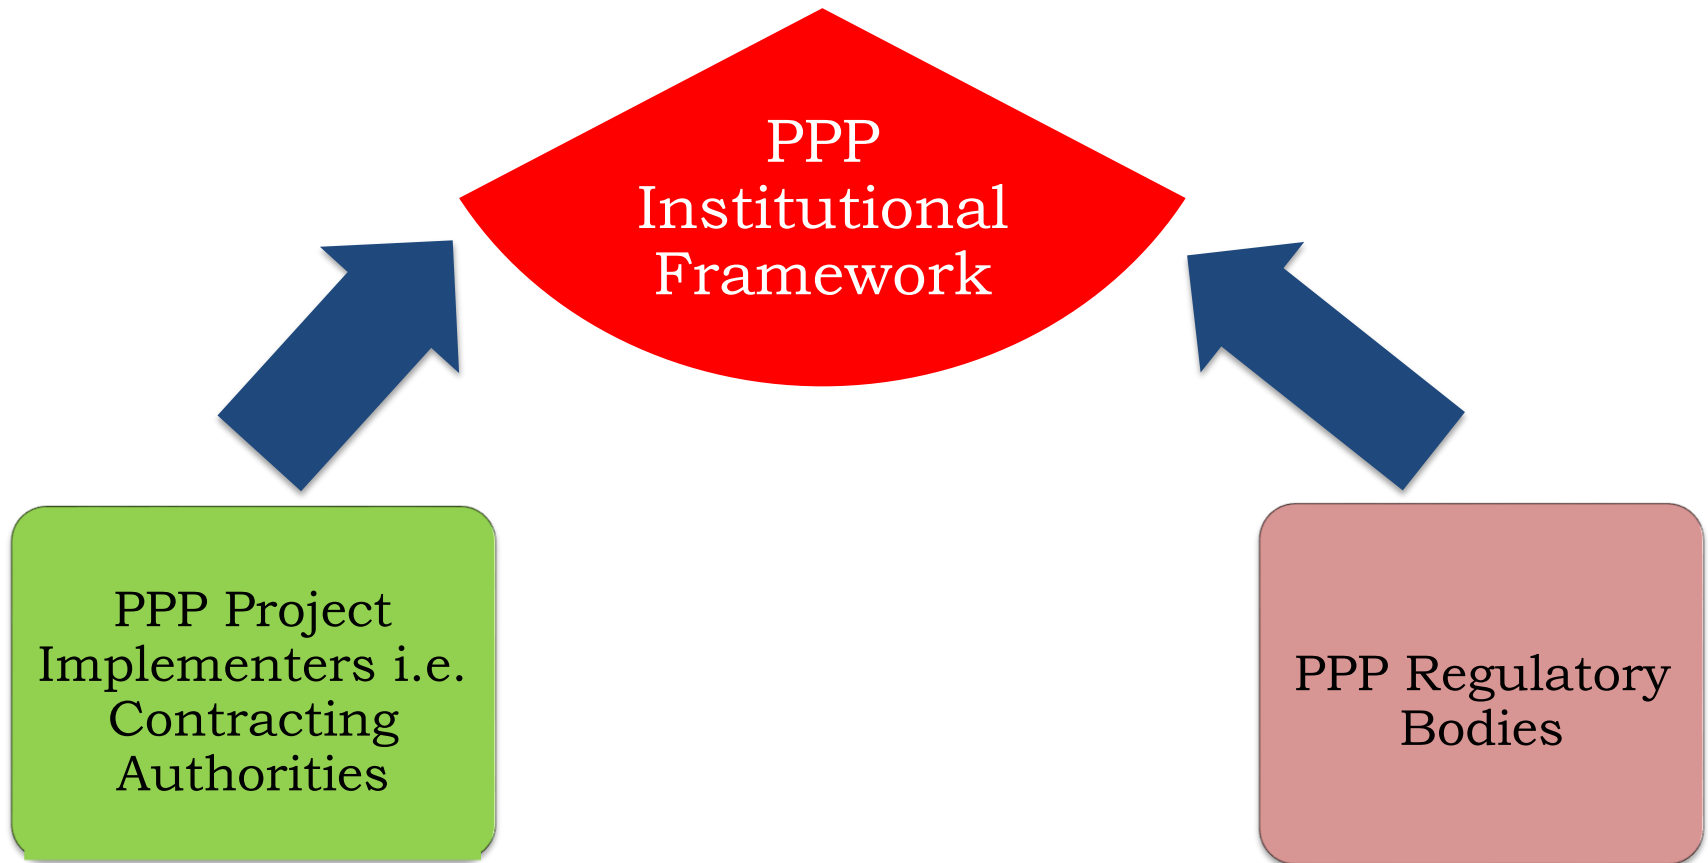 PPP
Institutional
Framework
PPP Project
Implementers i.e.
Contracting
Authorities
PPP Regulatory
Bodies